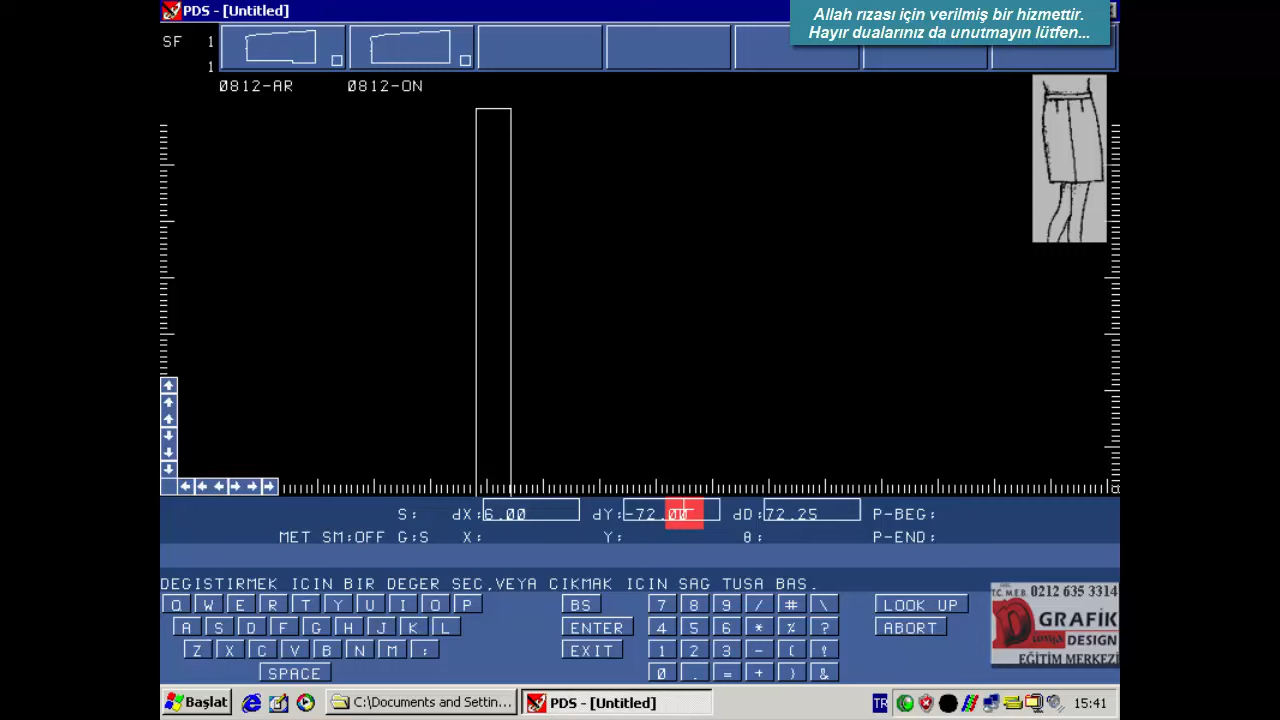 PDS - [Untitled]
Allah rızası için verilmiş bir hizmettir.
Hayır dualarınız da unutmayın lütfen...
SF 1
1
0812-AR 0812-ON
S: dX: 6.00 dY: -72.00 dD: 72.25 P-BEG:
MET SM:OFF G:S X: Y: θ: P-END:
DEGISTIRMEK ICIN BIR DEGER SEC,VEYA CIKMAK ICIN SAG TUSA BAS.
Q W E R T Y U I O P BS 7 8 9 / # \ LOOK UP
A S D F G H J K L ENTER 4 5 6 * % ? ABORT
Z X C V B N M : EXIT 1 2 3 - ( !
SPACE 0 . = + ) &
T.C. M.E.B. 0212 635 3314
GRAFİK
DESIGN
EĞİTİM MERKEZİ
Başlat C:\Documents and Settin... PDS - [Untitled] TR 15:41